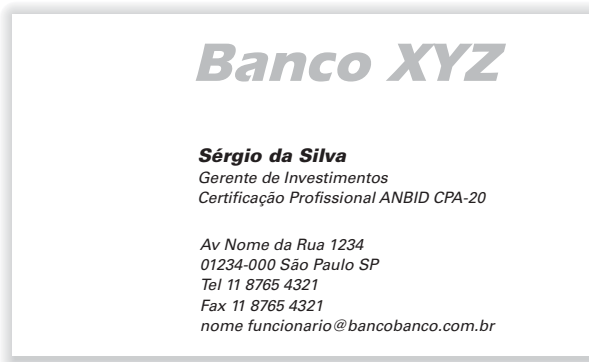 Banco XYZ
Sérgio da Silva
Gerente de Investimentos
Certificação Profissional ANBID CPA-20
Av Nome da Rua 1234
01234-000 São Paulo SP
Tel 11 8765 4321
Fax 11 8765 4321
nome funcionario@bancobanco.com.br